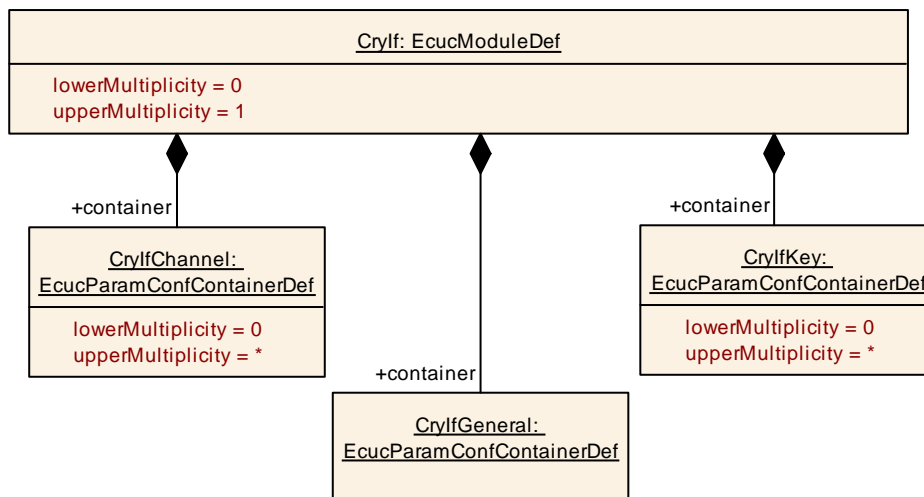 CryIf: EcucModuleDef
lowerMultiplicity = 0
upperMultiplicity = 1
+container
+container
CryIfChannel:
EcucParamConfContainerDef
lowerMultiplicity = 0
upperMultiplicity = *
CryIfKey:
EcucParamConfContainerDef
lowerMultiplicity = 0
upperMultiplicity = *
+container
CryIfGeneral:
EcucParamConfContainerDef